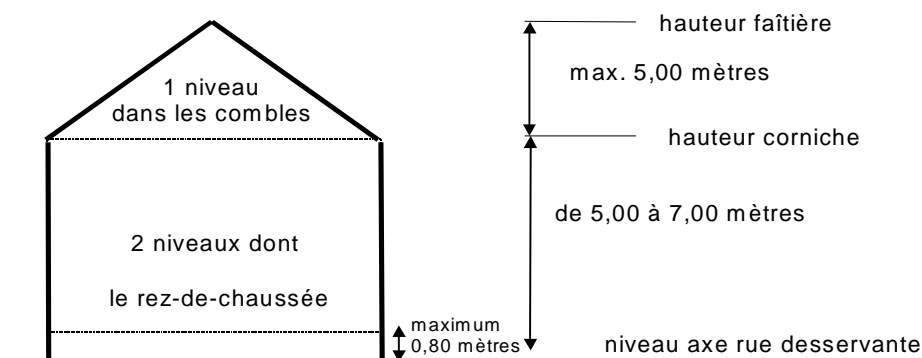 hauteur faîtière
max. 5,00 mètres
1 niveau
dans les combles
hauteur corniche
de 5,00 à 7,00 mètres
2 niveaux dont
le rez-de-chaussée
maximum
0,80 mètres
niveau axe rue desservante